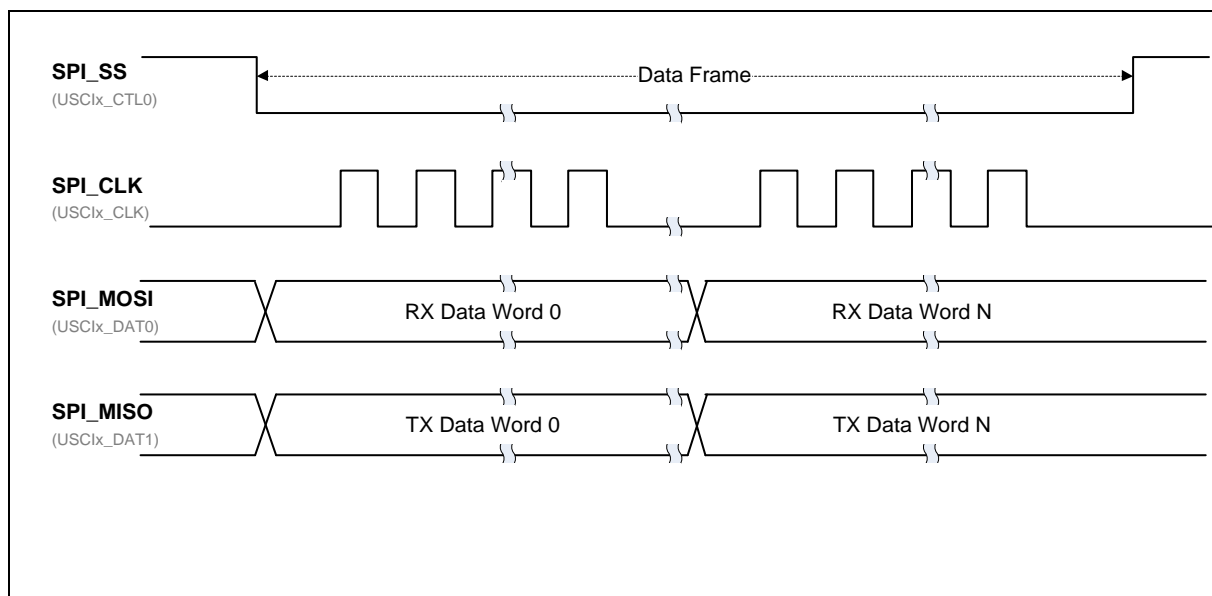 SPI_SS
(USCIx_CTL0)
Data Frame
SPI_CLK
(USCIx_CLK)
SPI_MOSI
(USCIx_DAT0)
RX Data Word 0
RX Data Word N
SPI_MISO
(USCIx_DAT1)
TX Data Word 0
TX Data Word N